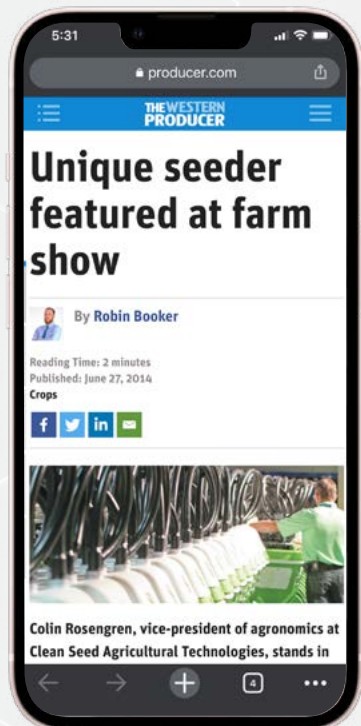 5:31
producer.com
THE WESTERN
PRODUCER
Unique seeder
featured at farm
show
By Robin Booker
Reading Time: 2 minutes
Published: June 27, 2014
Crops
f in
Colin Rosengren, vice-president of agronomics at
Clean Seed Agricultural Technologies, stands in
4